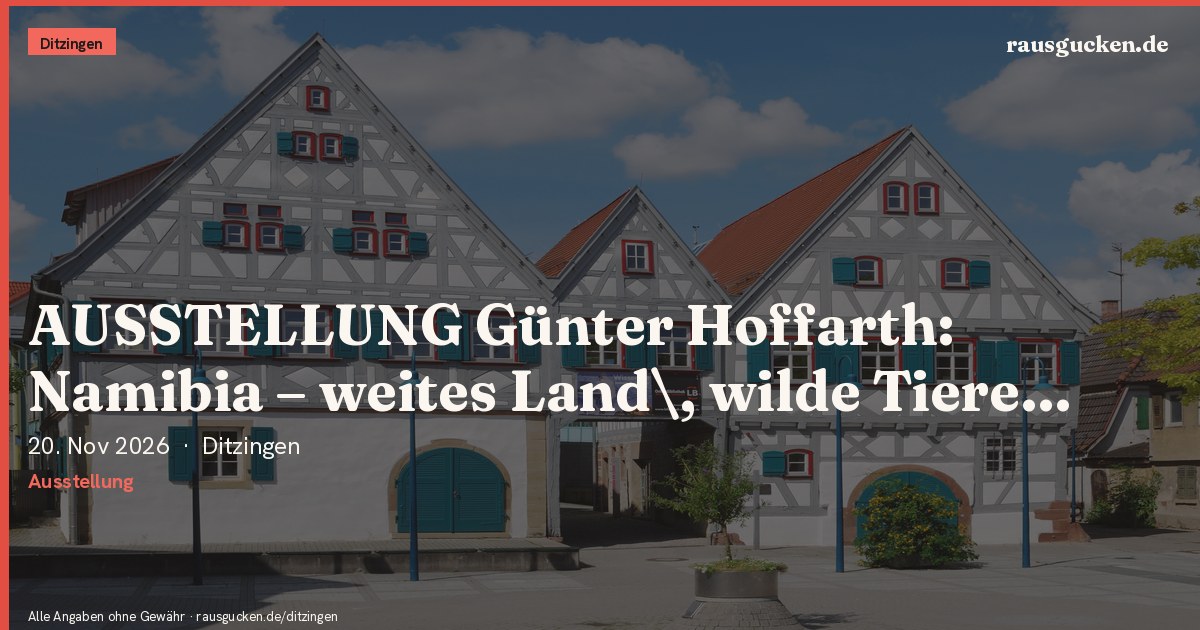 Ditzingen
rausgucken.de
AUSSTELLUNG Günter Hoffarth:
Namibia – weites Land\, wilde Tiere...
20. Nov 2026 · Ditzingen
Ausstellung
Alle Angaben ohne Gewähr · rausgucken.de/ditzingen